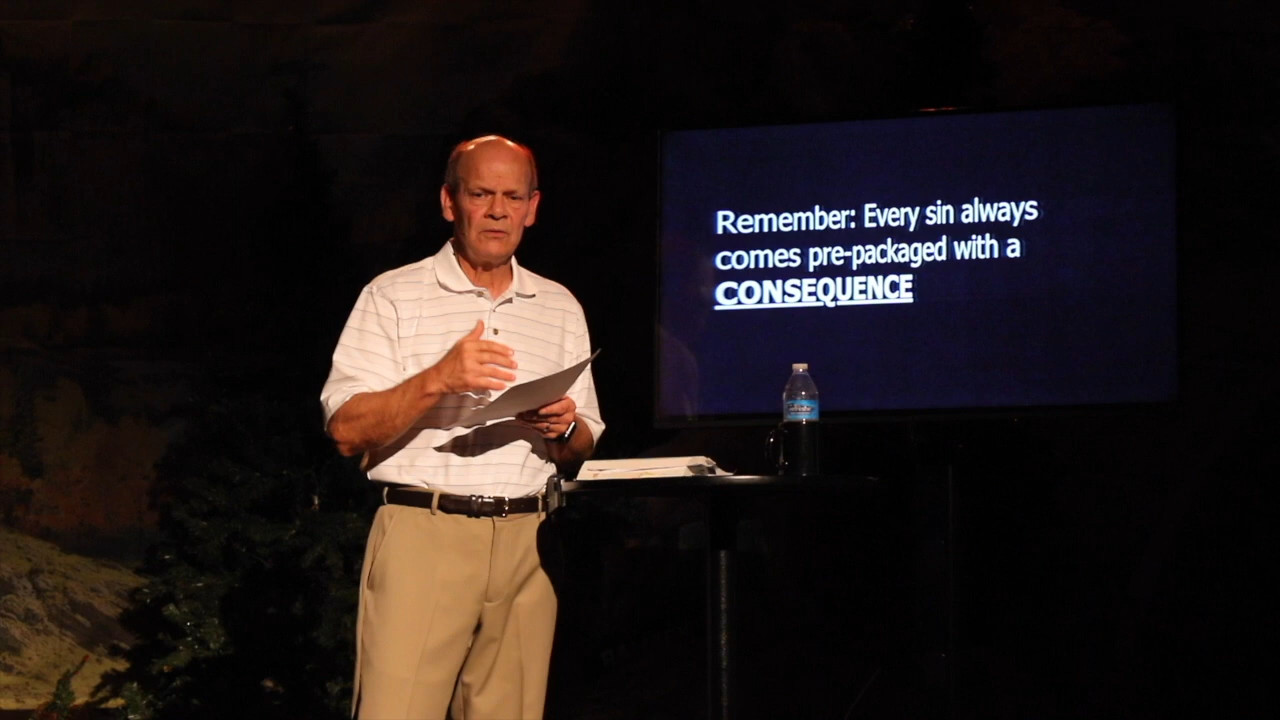 Remember: Every sin always
comes pre-packaged with a
CONSEQUENCE